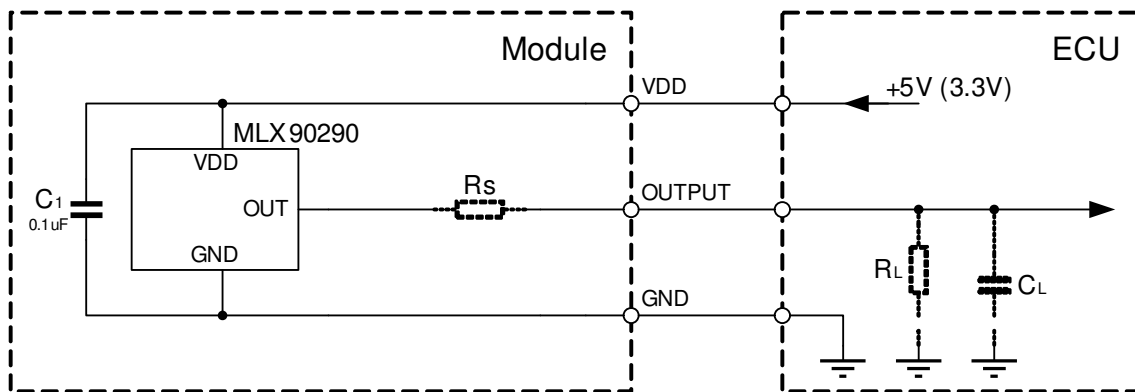 Module
ECU
VDD
+5V (3.3V)
MLX90290
VDD
C1
0.1uF
OUT
Rs
OUTPUT
GND
RL
CL
GND